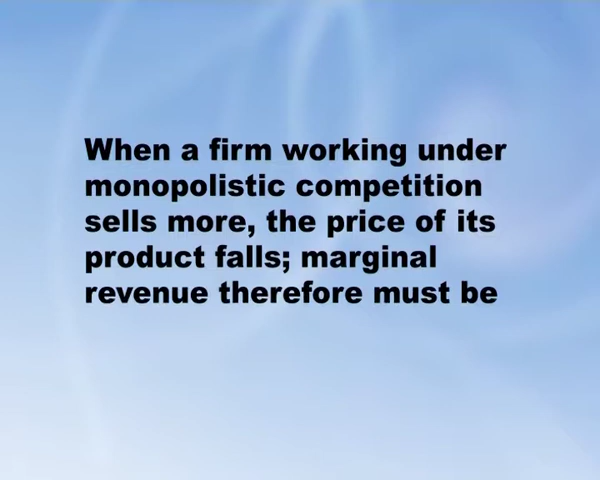 When a firm working under
monopolistic competition
sells more, the price of its
product falls; marginal
revenue therefore must be